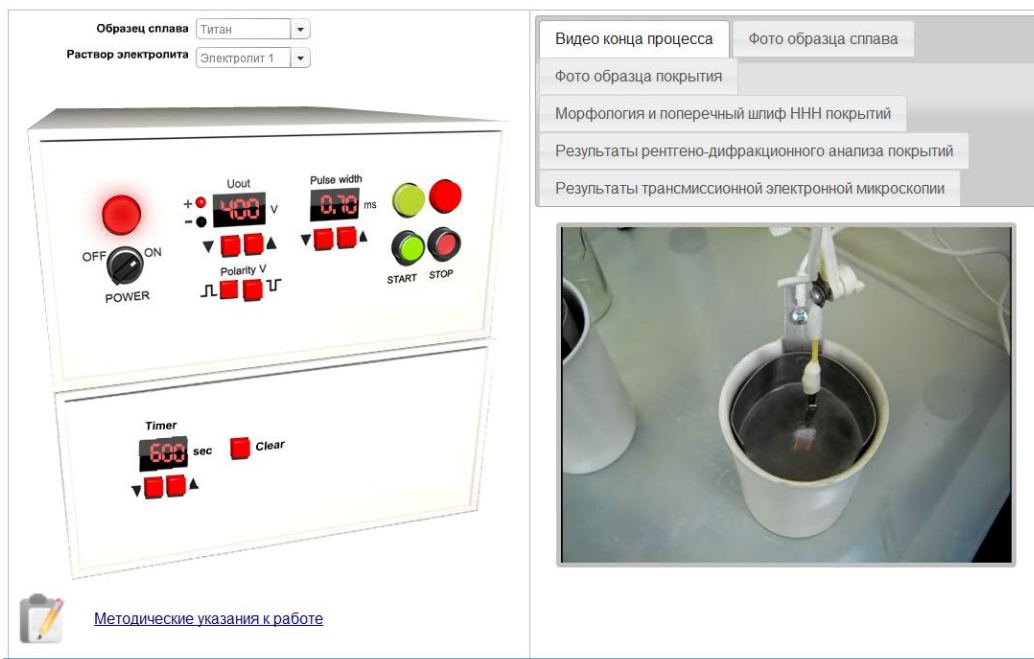 Образец сплава Титан
Раствор электролита Электролит 1
Uout
+
-
400 V
Pulse width
0.70 ms
OFF ON
POWER
Polarity V
START STOP
Timer
600 sec Clear
Методические указания к работе
Видео конца процесса Фото образца сплава
Фото образца покрытия
Морфология и поперечный шлиф ННН покрытий
Результаты рентгено-дифракционного анализа покрытий
Результаты трансмиссионной электронной микроскопии